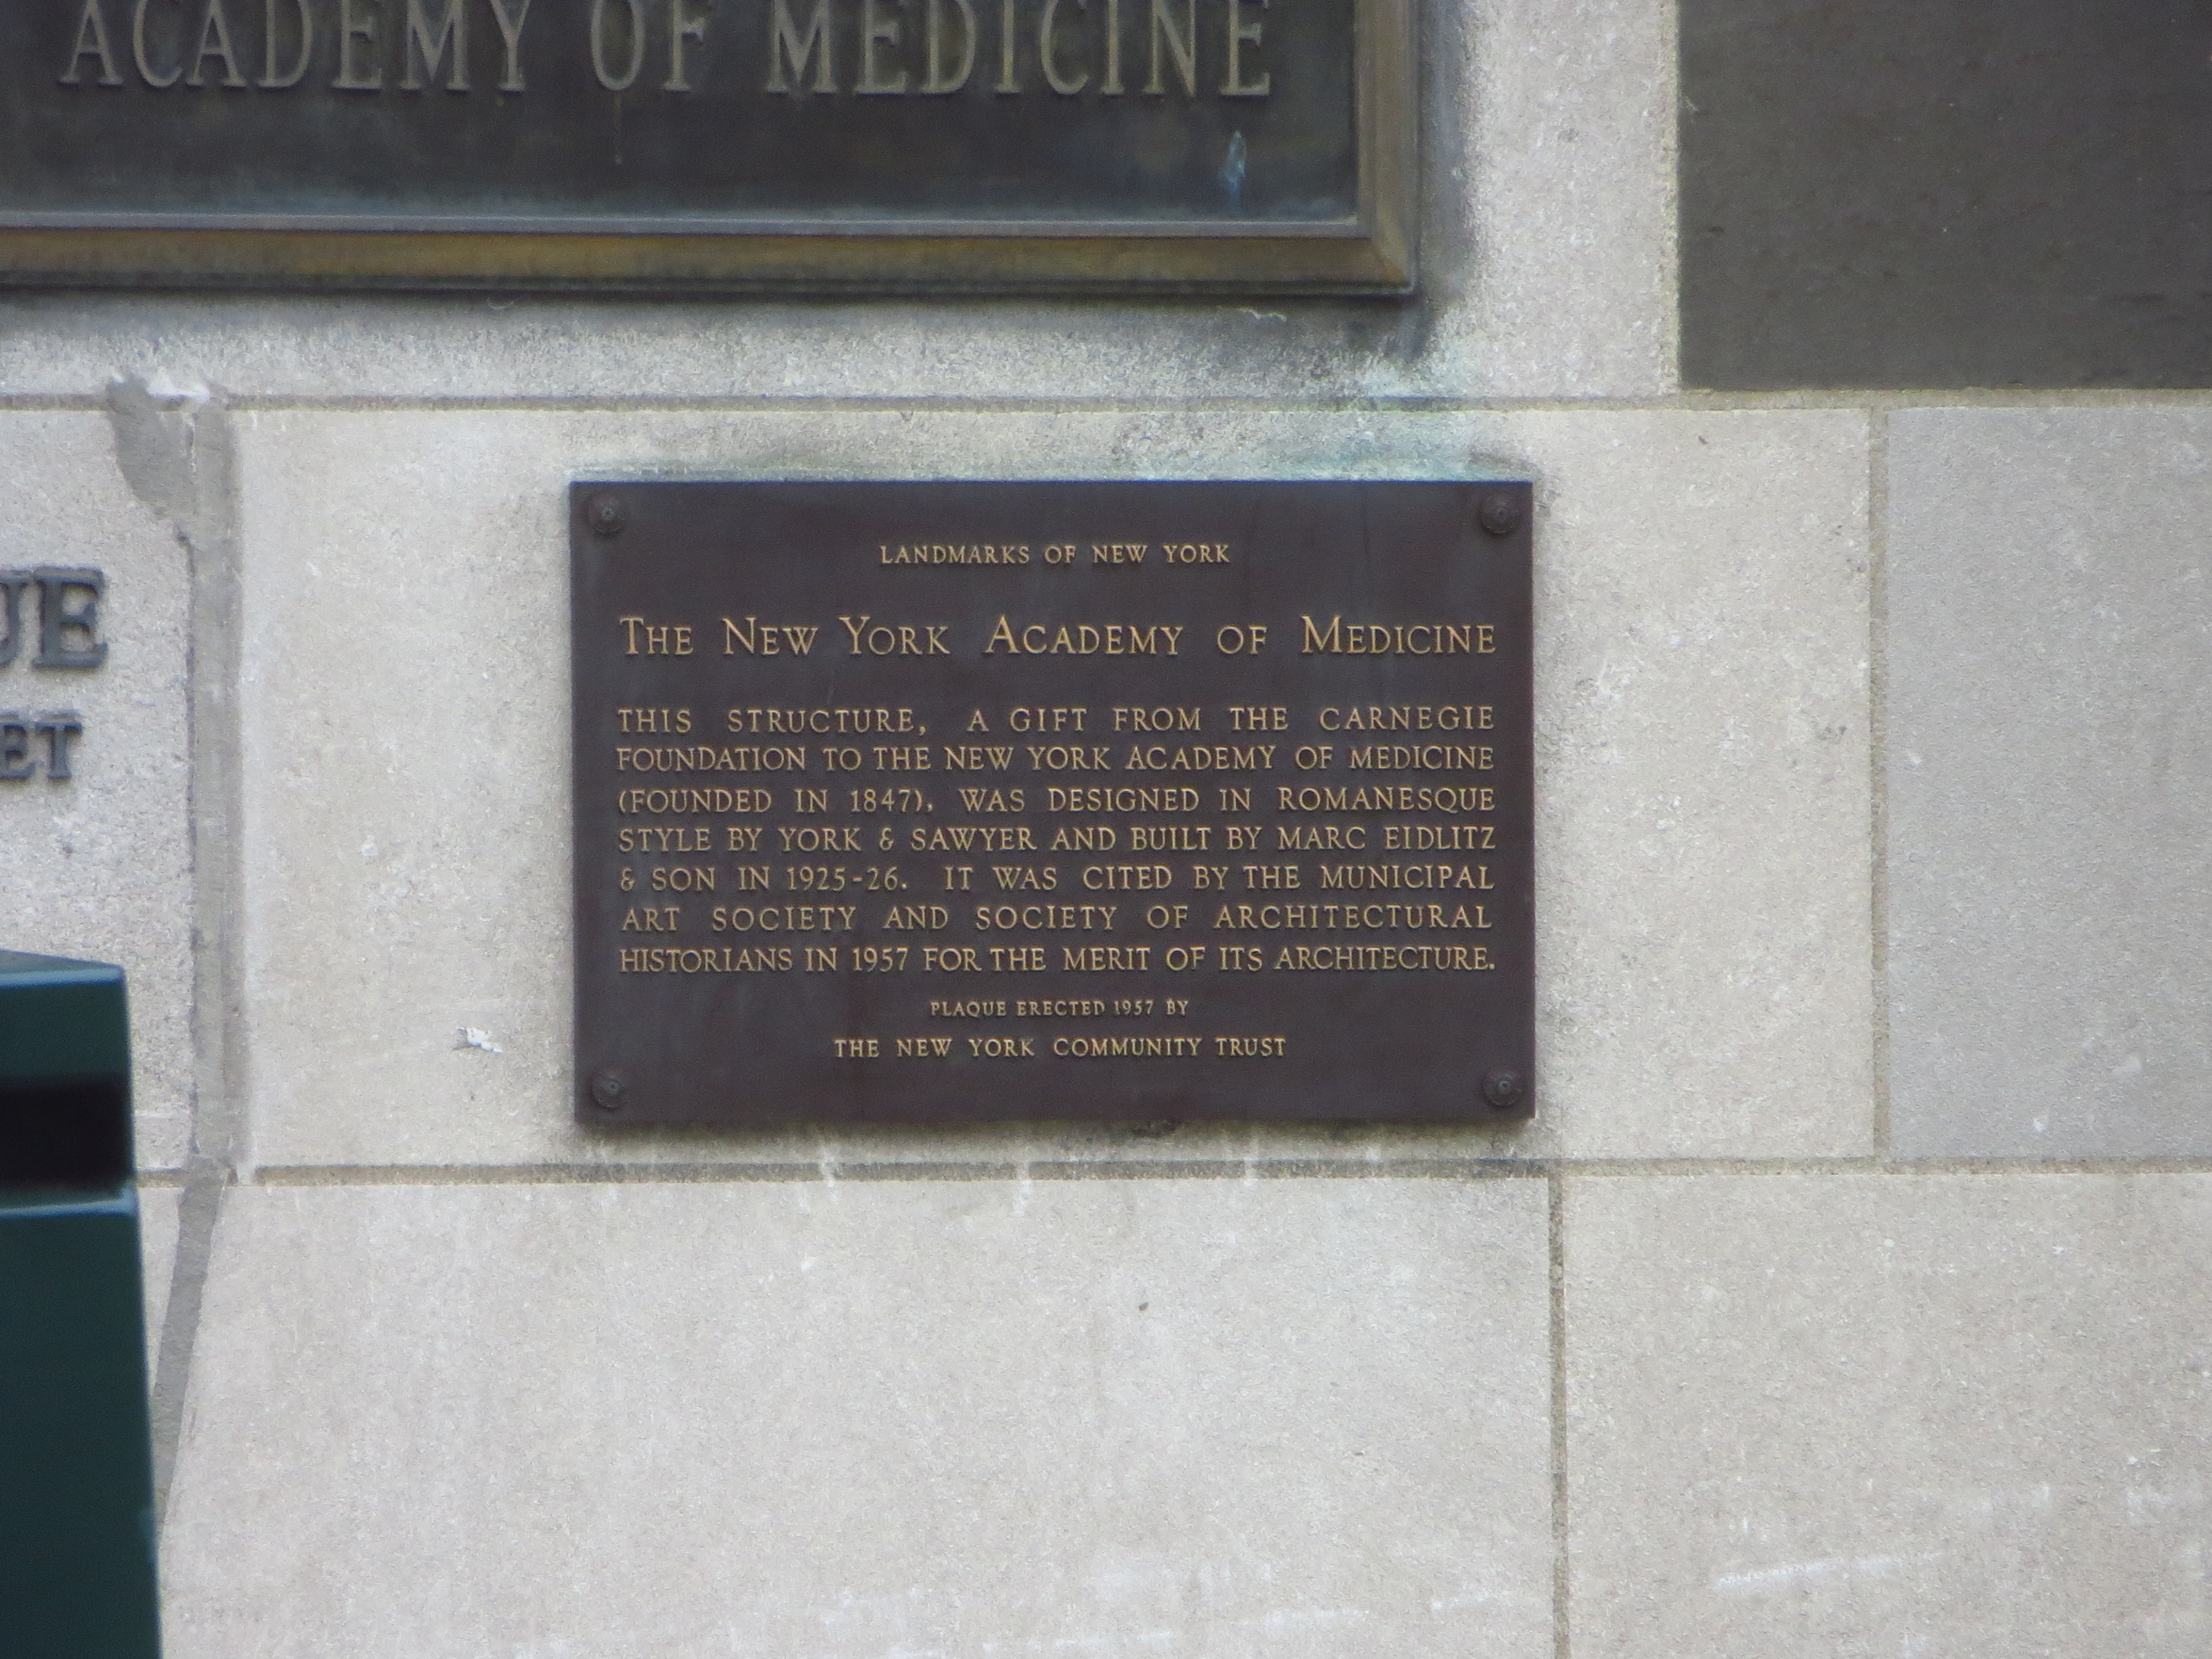 ACADEMY OF MEDICINE
UE
ET
LANDMARKS OF NEW YORK
THE NEW YORK ACADEMY OF MEDICINE
THIS STRUCTURE, A GIFT FROM THE CARNEGIE
FOUNDATION TO THE NEW YORK ACADEMY OF MEDICINE
(FOUNDED IN 1847), WAS DESIGNED IN ROMANESQUE
STYLE BY YORK & SAWYER AND BUILT BY MARC EIDLITZ
& SON IN 1925-26. IT WAS CITED BY THE MUNICIPAL
ART SOCIETY AND SOCIETY OF ARCHITECTURAL
HISTORIANS IN 1957 FOR THE MERIT OF ITS ARCHITECTURE.
PLAQUE ERECTED 1957 BY
THE NEW YORK COMMUNITY TRUST